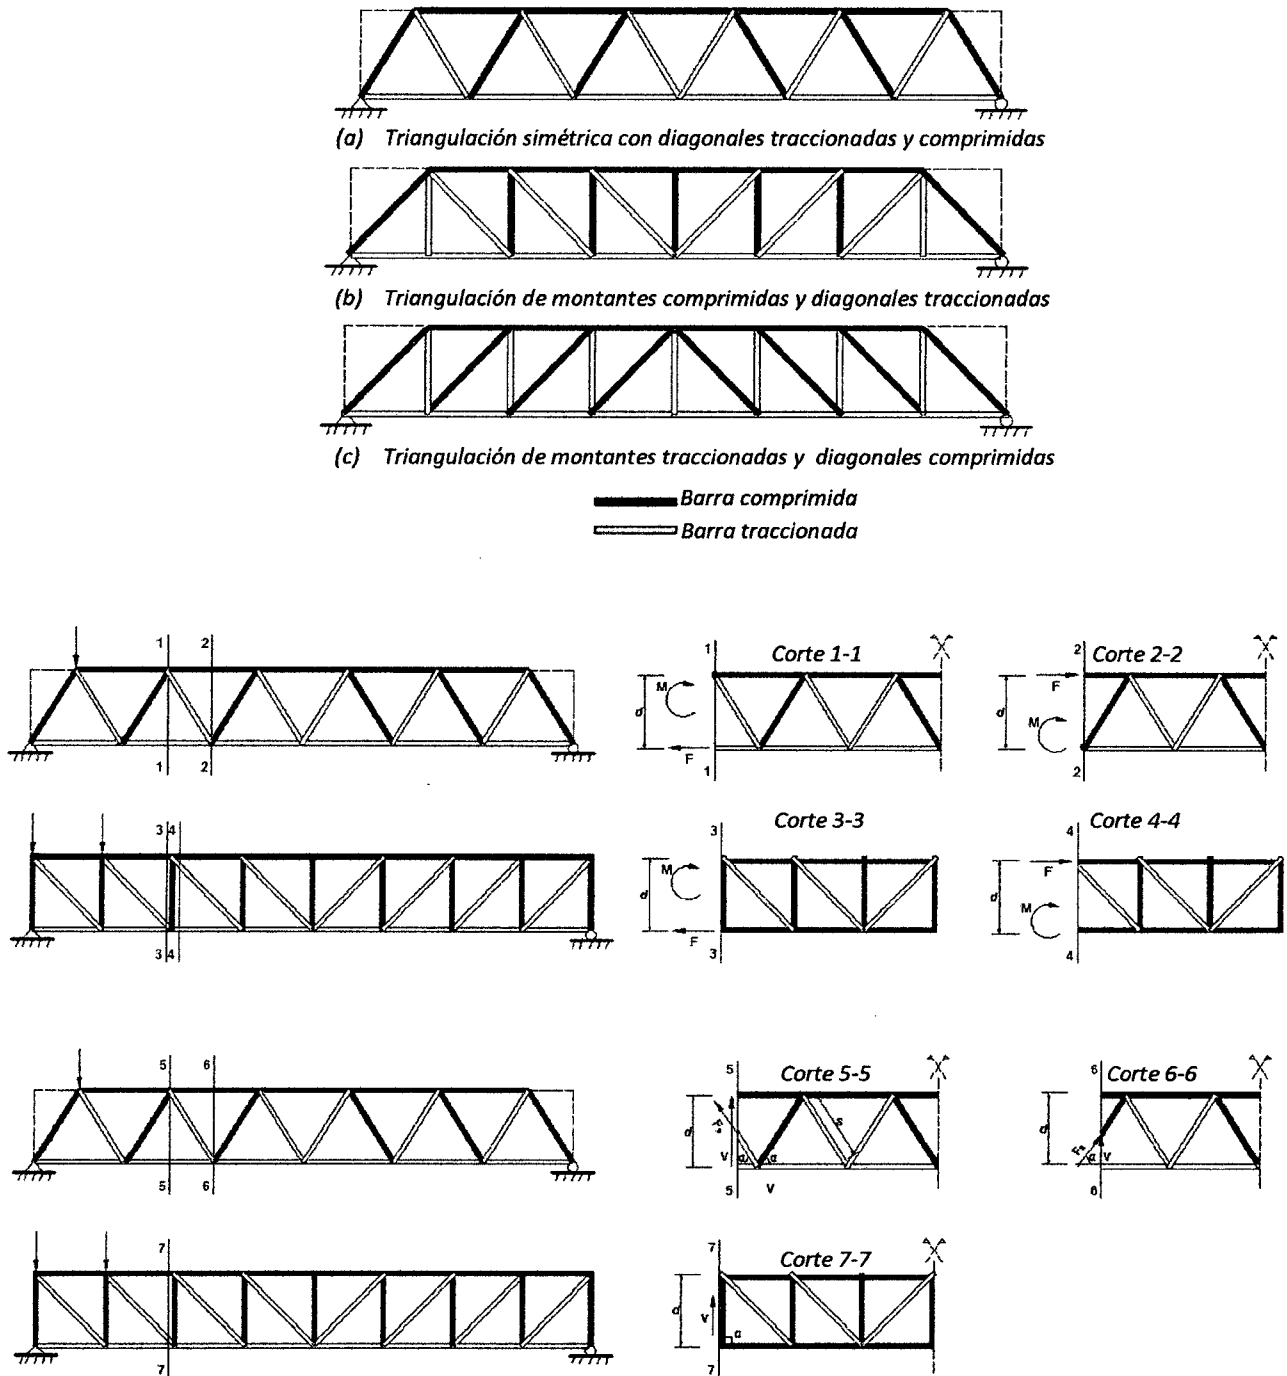 (a) Triangulación simétrica con diagonales traccionadas y comprimidas
(b) Triangulación de montantes comprimidas y diagonales traccionadas
(c) Triangulación de montantes traccionadas y diagonales comprimidas
Barra comprimida
Barra traccionada
1 2
1 2
1 Corte 1-1
M
d
F
1
2 Corte 2-2
F
d
M
2
3 4
3 4
3 Corte 3-3
M
d
F
3
4 Corte 4-4
F
d
M
4
5 6
5 6
5 Corte 5-5
d
s
V α α
5 V
6 Corte 6-6
d
α V
6
7
7
7 Corte 7-7
d
V
α
7